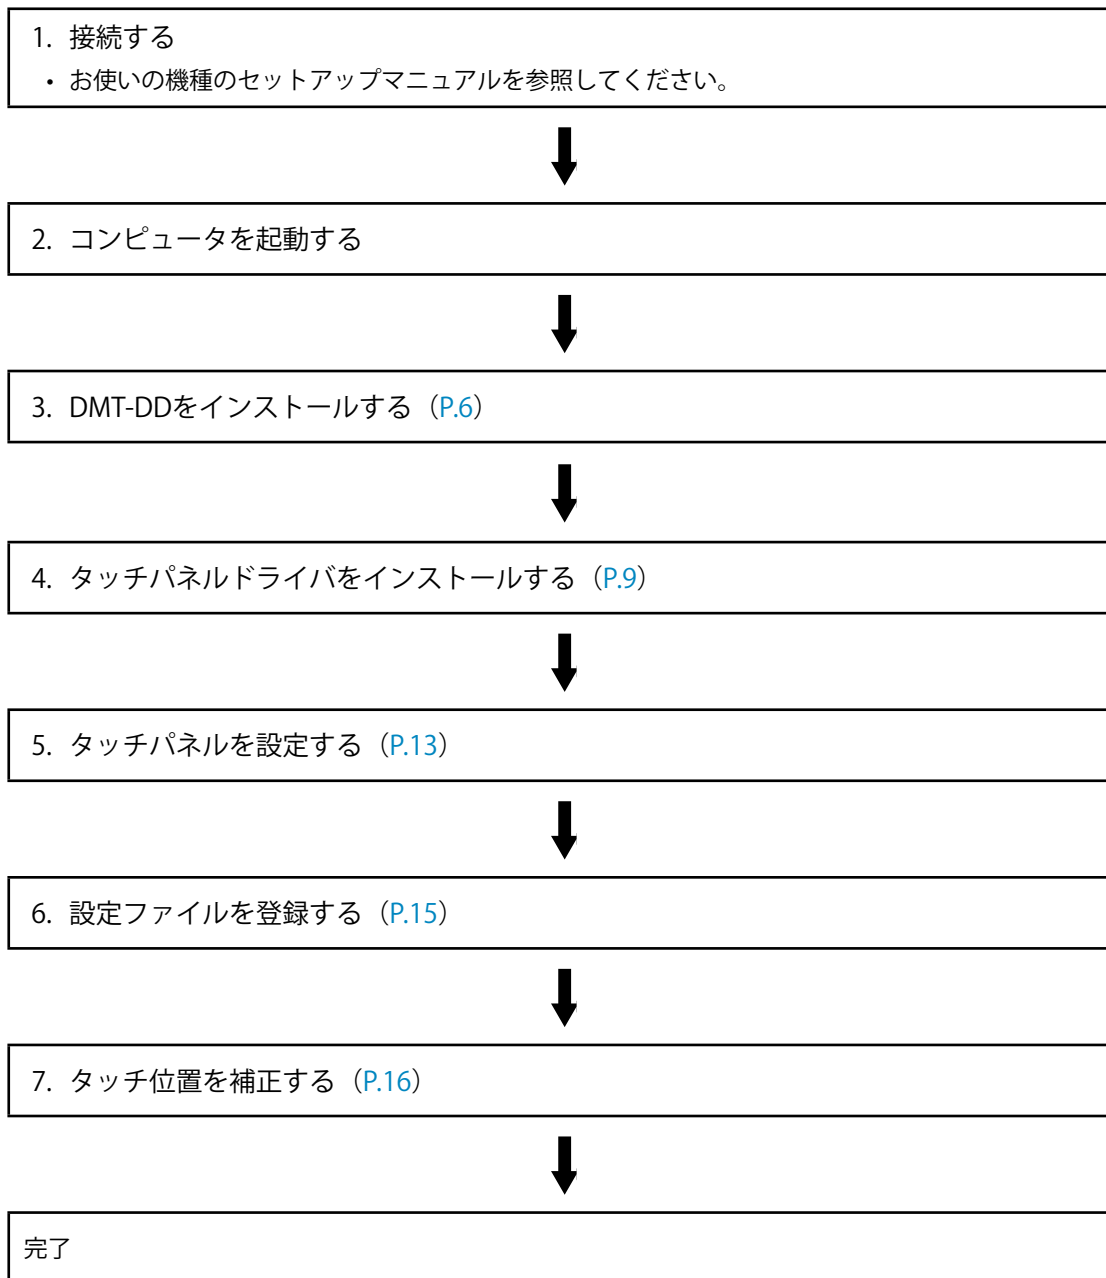 1. 接続する
• お使いの機種のセットアップマニュアルを参照してください。
2. コンピュータを起動する
3. DMT-DDをインストールする（P.6）
4. タッチパネルドライバをインストールする（P.9）
5. タッチパネルを設定する（P.13）
6. 設定ファイルを登録する（P.15）
7. タッチ位置を補正する（P.16）
完了